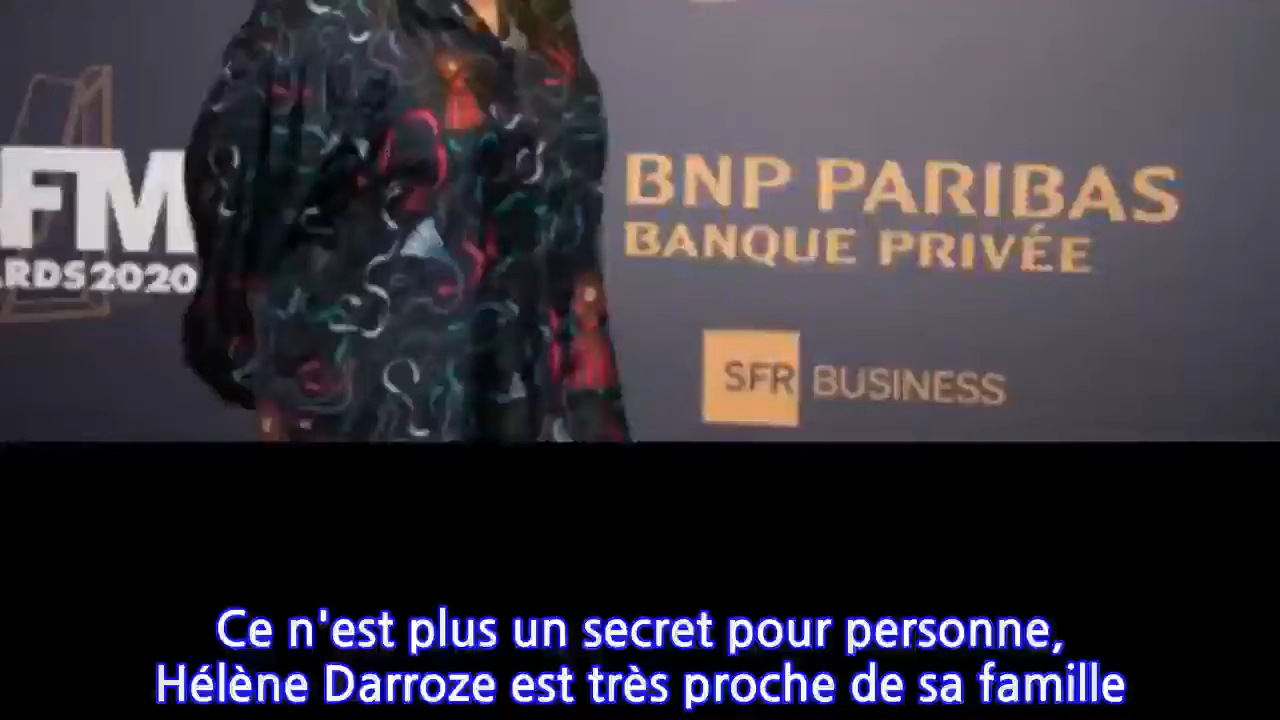 FM
RDS2020
BNP PARIBAS
BANQUE PRIVÉE
SFR BUSINESS
Ce n'est plus un secret pour personne,
Hélène Darroze est très proche de sa famille